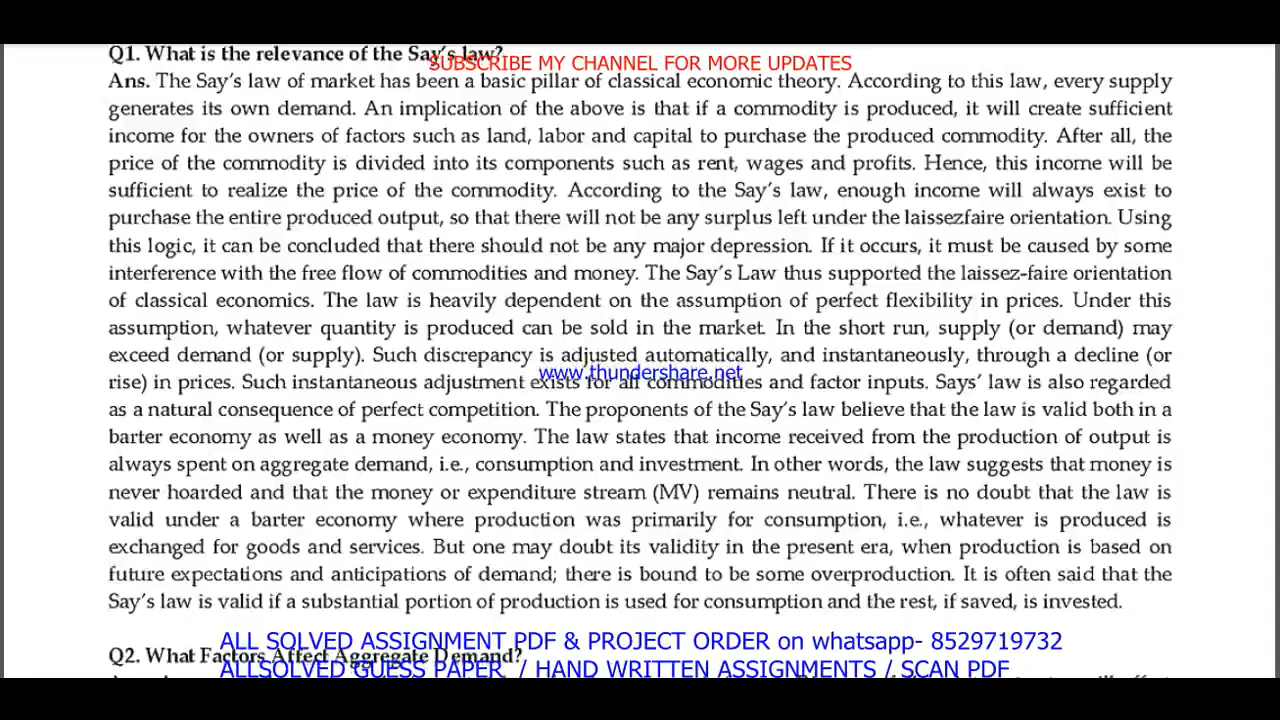 Q1. What is the relevance of the Say's law?
SUBSCRIBE MY CHANNEL FOR MORE UPDATES
Ans. The Say's law of market has been a basic pillar of classical economic theory. According to this law, every supply
generates its own demand. An implication of the above is that if a commodity is produced, it will create sufficient
income for the owners of factors such as land, labor and capital to purchase the produced commodity. After all, the
price of the commodity is divided into its components such as rent, wages and profits. Hence, this income will be
sufficient to realize the price of the commodity. According to the Say's law, enough income will always exist to
purchase the entire produced output, so that there will not be any surplus left under the laissezfaire orientation. Using
this logic, it can be concluded that there should not be any major depression. If it occurs, it must be caused by some
interference with the free flow of commodities and money. The Say's Law thus supported the laissez-faire orientation
of classical economics. The law is heavily dependent on the assumption of perfect flexibility in prices. Under this
assumption, whatever quantity is produced can be sold in the market. In the short run, supply (or demand) may
exceed demand (or supply). Such discrepancy is adjusted automatically, and instantaneously, through a decline (or
www.thundershare.net
rise) in prices. Such instantaneous adjustment exists for all commodities and factor inputs. Says' law is also regarded
as a natural consequence of perfect competition. The proponents of the Say's law believe that the law is valid both in a
barter economy as well as a money economy. The law states that income received from the production of output is
always spent on aggregate demand, i.e., consumption and investment. In other words, the law suggests that money is
never hoarded and that the money or expenditure stream (MV) remains neutral. There is no doubt that the law is
valid under a barter economy where production was primarily for consumption, i.e., whatever is produced is
exchanged for goods and services. But one may doubt its validity in the present era, when production is based on
future expectations and anticipations of demand; there is bound to be some overproduction. It is often said that the
Say's law is valid if a substantial portion of production is used for consumption and the rest, if saved, is invested.
ALL SOLVED ASSIGNMENT PDF & PROJECT ORDER on whatsapp- 8529719732
Q2. What Factors Affect Aggregate Demand?
ALLSOLVED GUESS PAPER / HAND WRITTEN ASSIGNMENTS / SCAN PDF